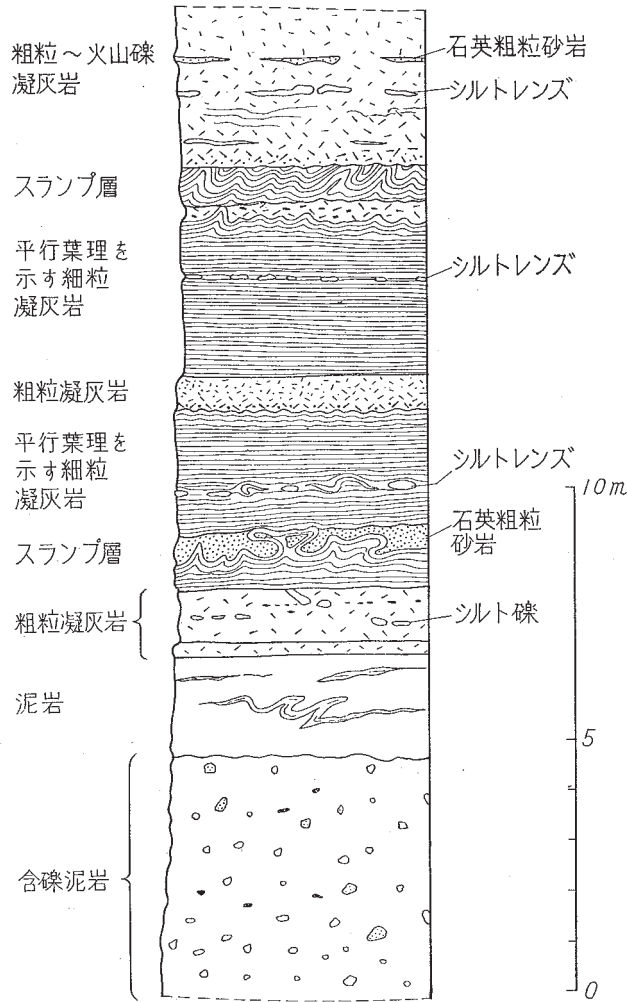 粗粒～火山礫
凝灰岩
石英粗粒砂岩
シルトレンズ
スランプ層
平行葉理を
示す細粒
凝灰岩
シルトレンズ
粗粒凝灰岩
平行葉理を
示す細粒
凝灰岩
シルトレンズ
10m
石英粗粒
砂岩
スランプ層
粗粒凝灰岩
シルト礫
泥岩
5
含礫泥岩
0